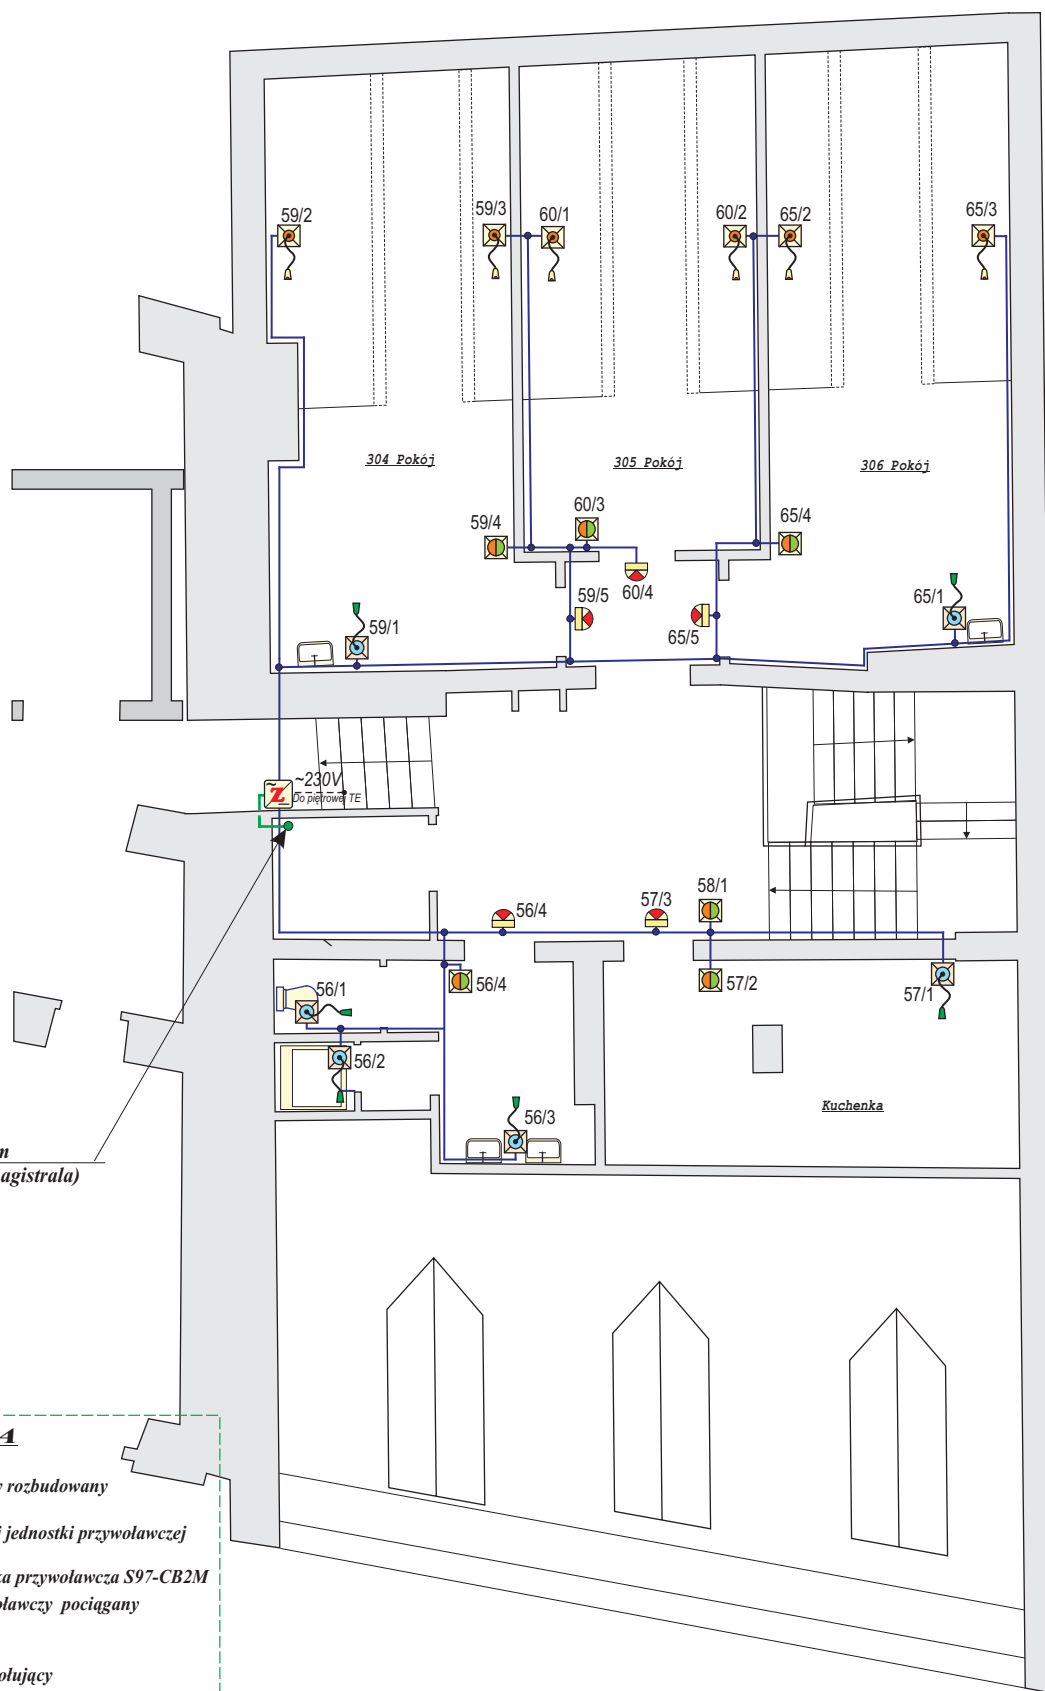 59/2
59/3
60/1
60/2
65/2
65/3
304 Pokój
305 Pokój
306 Pokój
59/4
60/3
65/4
59/1
59/5
60/4
65/5
65/1
~230V
Z
Do piętrowej TE
56/4
57/3
58/1
56/1
56/4
57/2
57/1
56/2
56/3
Kuchenka
n
agistrala)
4
rozbudowany
i jednostki przywoławczej
ka przywoławcza S97-CB2M
oławczy pociągany
ołujący